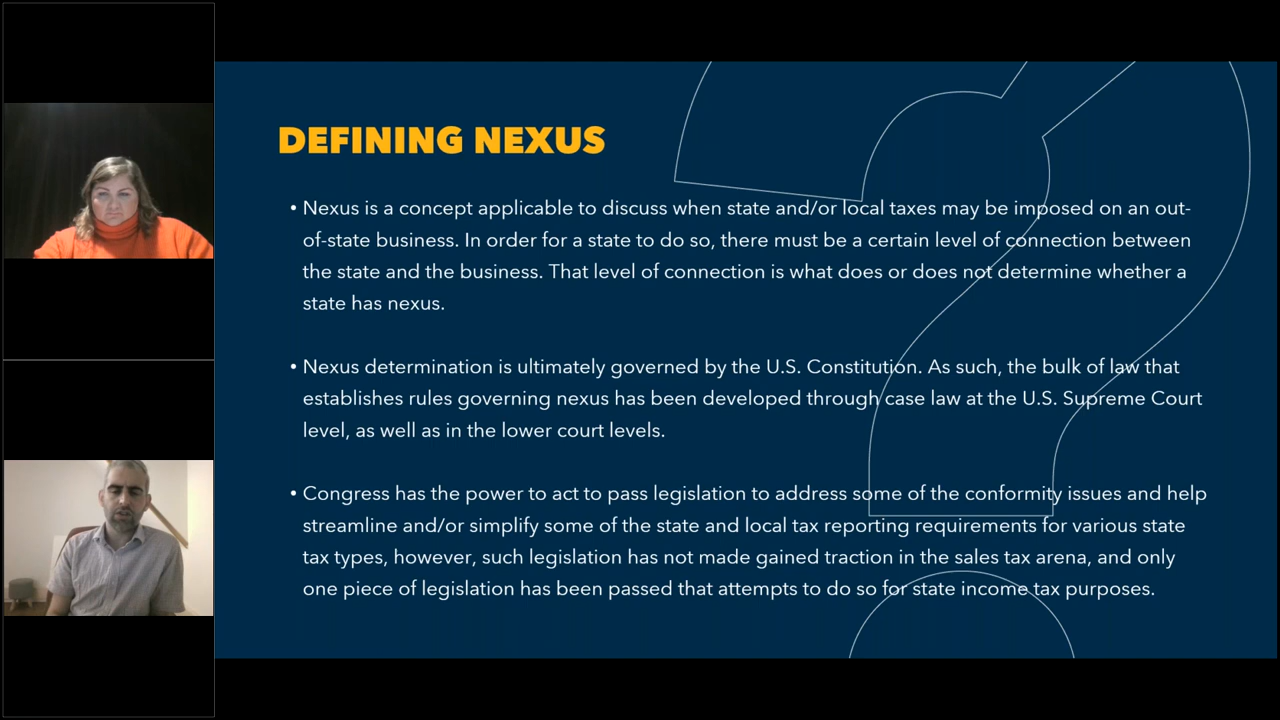 DEFINING NEXUS
• Nexus is a concept applicable to discuss when state and/or local taxes may be imposed on an out-
of-state business. In order for a state to do so, there must be a certain level of connection between
the state and the business. That level of connection is what does or does not determine whether a
state has nexus.
• Nexus determination is ultimately governed by the U.S. Constitution. As such, the bulk of law that
establishes rules governing nexus has been developed through case law at the U.S. Supreme Court
level, as well as in the lower court levels.
• Congress has the power to act to pass legislation to address some of the conformity issues and help
streamline and/or simplify some of the state and local tax reporting requirements for various state
tax types, however, such legislation has not made gained traction in the sales tax arena, and only
one piece of legislation has been passed that attempts to do so for state income tax purposes.